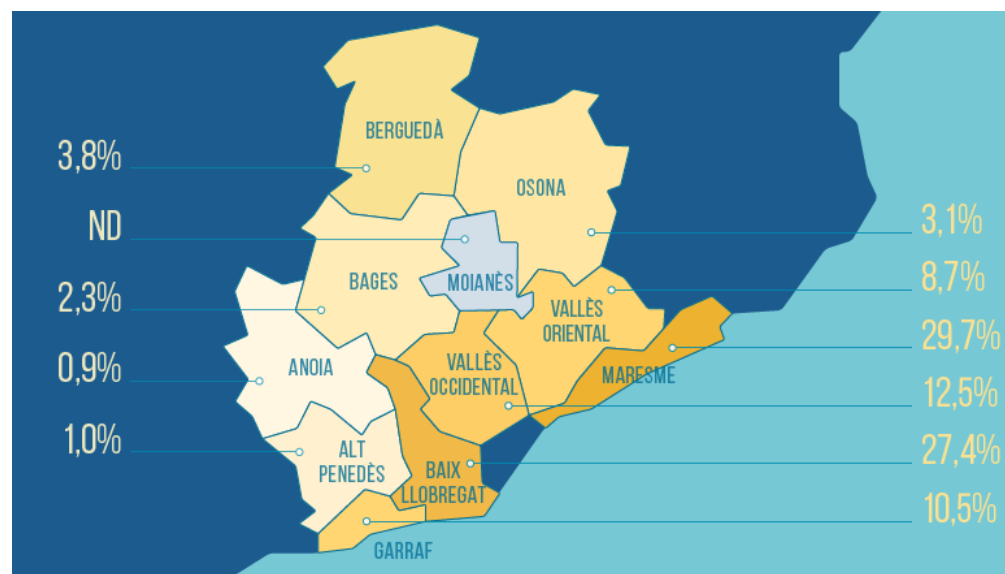 BERGUEDÀ
3,8%
OSONA
ND
3,1%
BAGES
MOIANÈS
8,7%
2,3%
VALLÈS
ORIENTAL
29,7%
ANOIA
VALLÈS
OCCIDENTAL
MARESME
0,9%
12,5%
1,0%
ALT
PENEDÈS
BAIX
LLOBREGAT
27,4%
10,5%
GARRAF